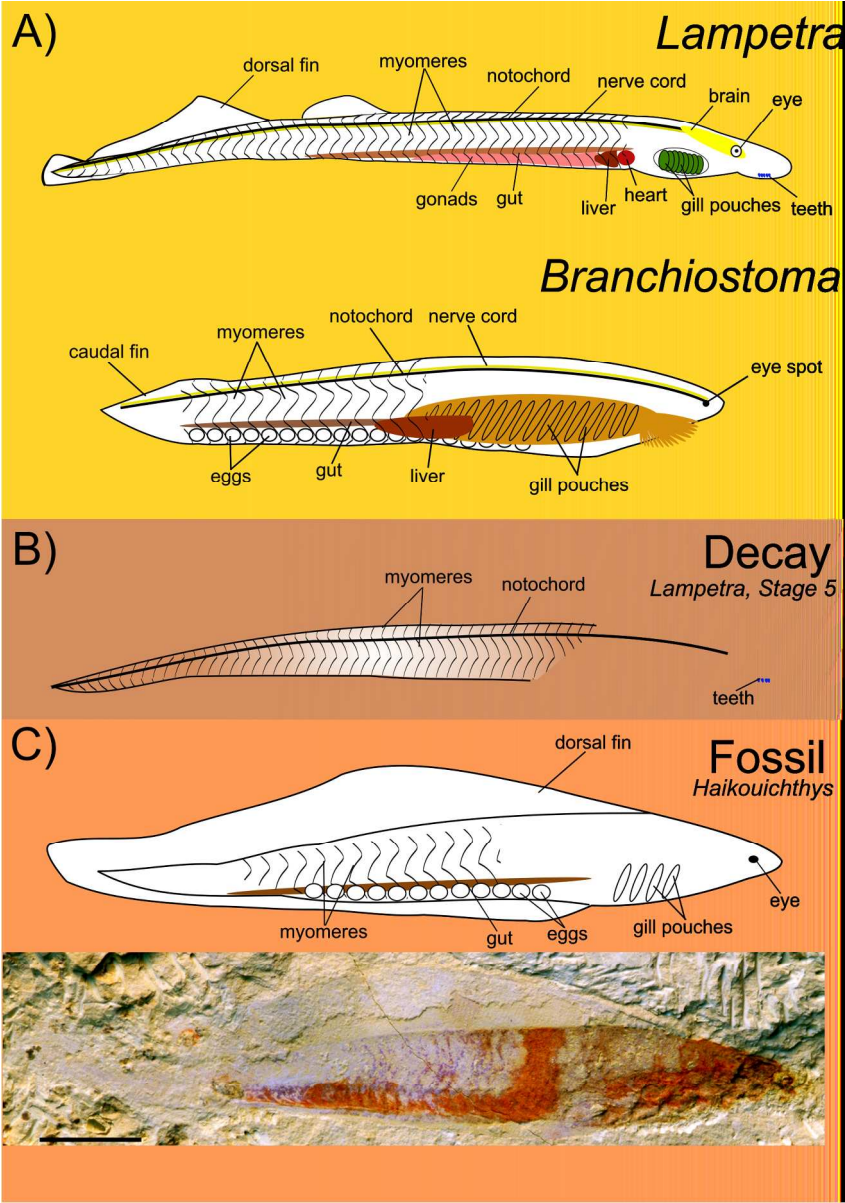 A)
Lampetra
dorsal fin
myomeres
notochord
nerve cord
brain
eye
gonads
gut
liver
heart
gill pouches
teeth
Branchiostoma
caudal fin
myomeres
notochord
nerve cord
eye spot
eggs
gut
liver
gill pouches
B)
Decay
Lampetra, Stage 5
myomeres
notochord
teeth
C)
Fossil
Haikouichthys
dorsal fin
eye
myomeres
gut
eggs
gill pouches